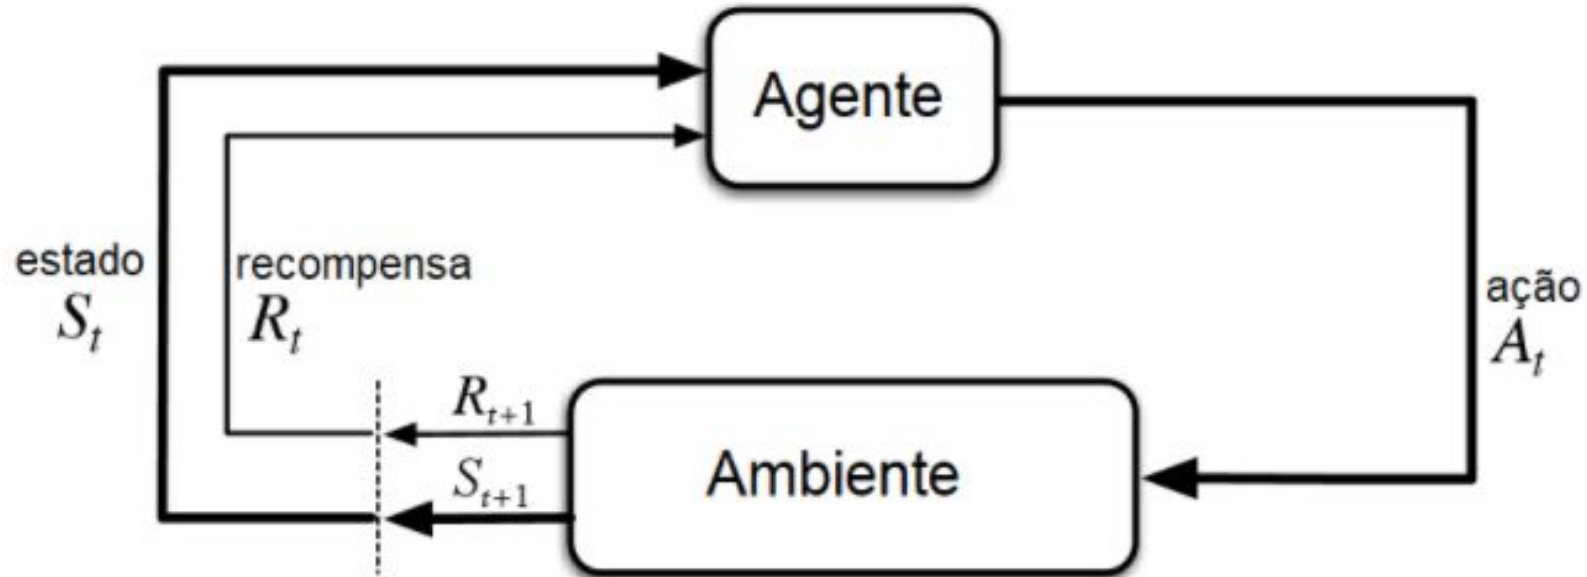 Agente
estado
S_t
recompensa
R_t
ação
A_t
R_{t+1}
S_{t+1}
Ambiente